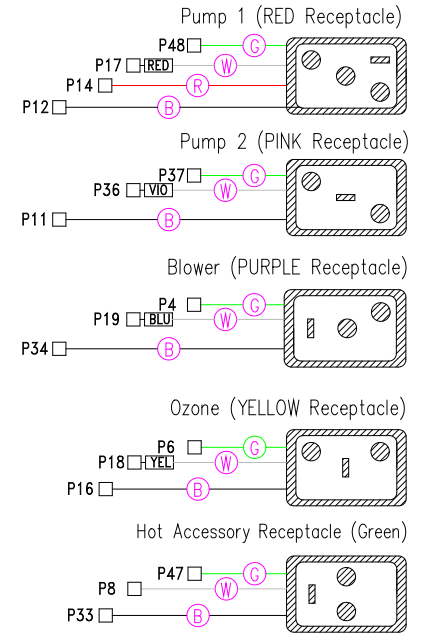 Pump 1 (RED Receptacle)
P48 G
P17 RED W
P14 R
P12 B
Pump 2 (PINK Receptacle)
P37 G
P36 VIO W
P11 B
Blower (PURPLE Receptacle)
P4 G
P19 BLU W
P34 B
Ozone (YELLOW Receptacle)
P6 G
P18 YEL W
P16 B
Hot Accessory Receptacle (Green)
P47 G
P8 W
P33 B